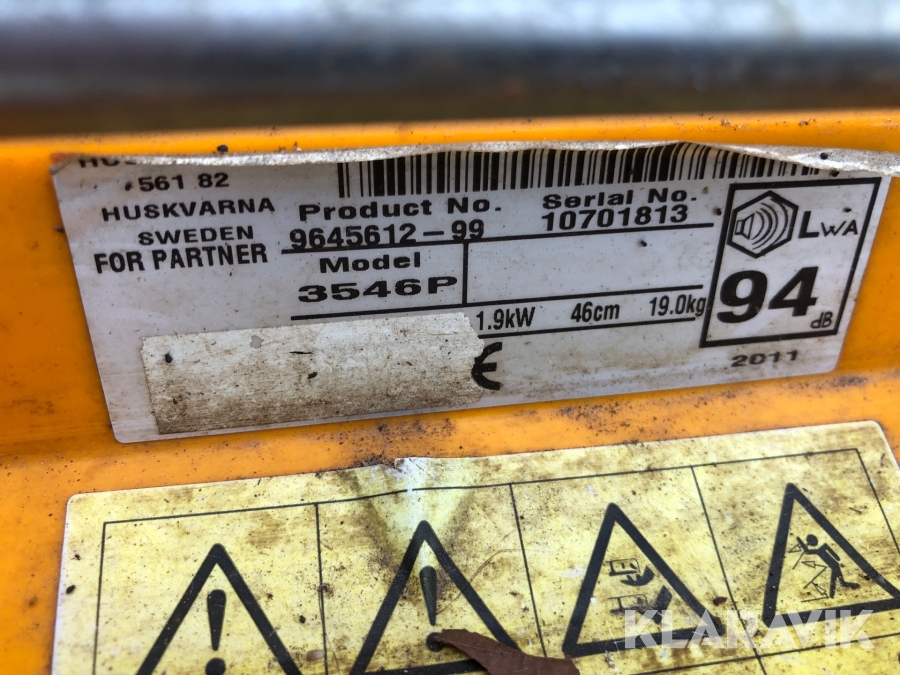 561 82
HUSKVARNA
SWEDEN
FOR PARTNER
Product No.
9645612-99
Serial No.
10701813
Model
3546P
1.9kW 46cm 19.0kg
LWA
94
dB
2011
CE
!
!
KLARAVIK